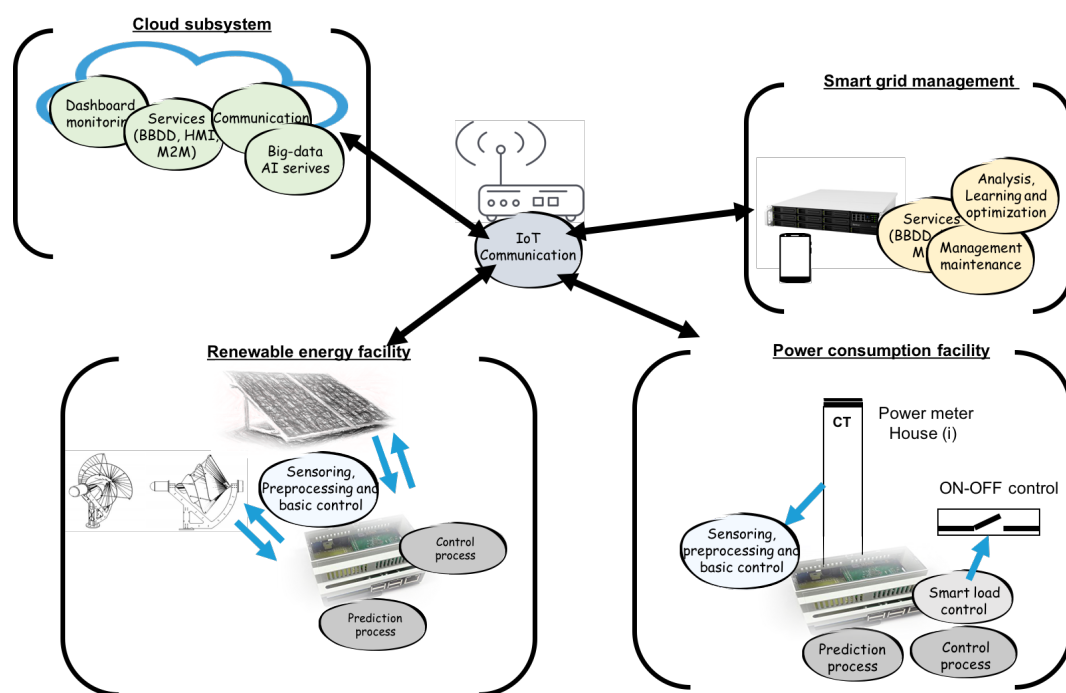 Cloud subsystem
Dashboard
monitorin
Services
(BBDD, HMI,
M2M)
Communication
Big-data
AI serives
Smart grid management
Analysis,
Learning and
optimization
Services
(BBDD,
M
Management
maintenance
IoT
Communication
Renewable energy facility
Sensoring,
Preprocessing and
basic control
Control
process
Prediction
process
Power consumption facility
CT
Power meter
House (i)
ON-OFF control
Sensoring,
preprocessing and
basic control
Smart load
control
Prediction
process
Control
process